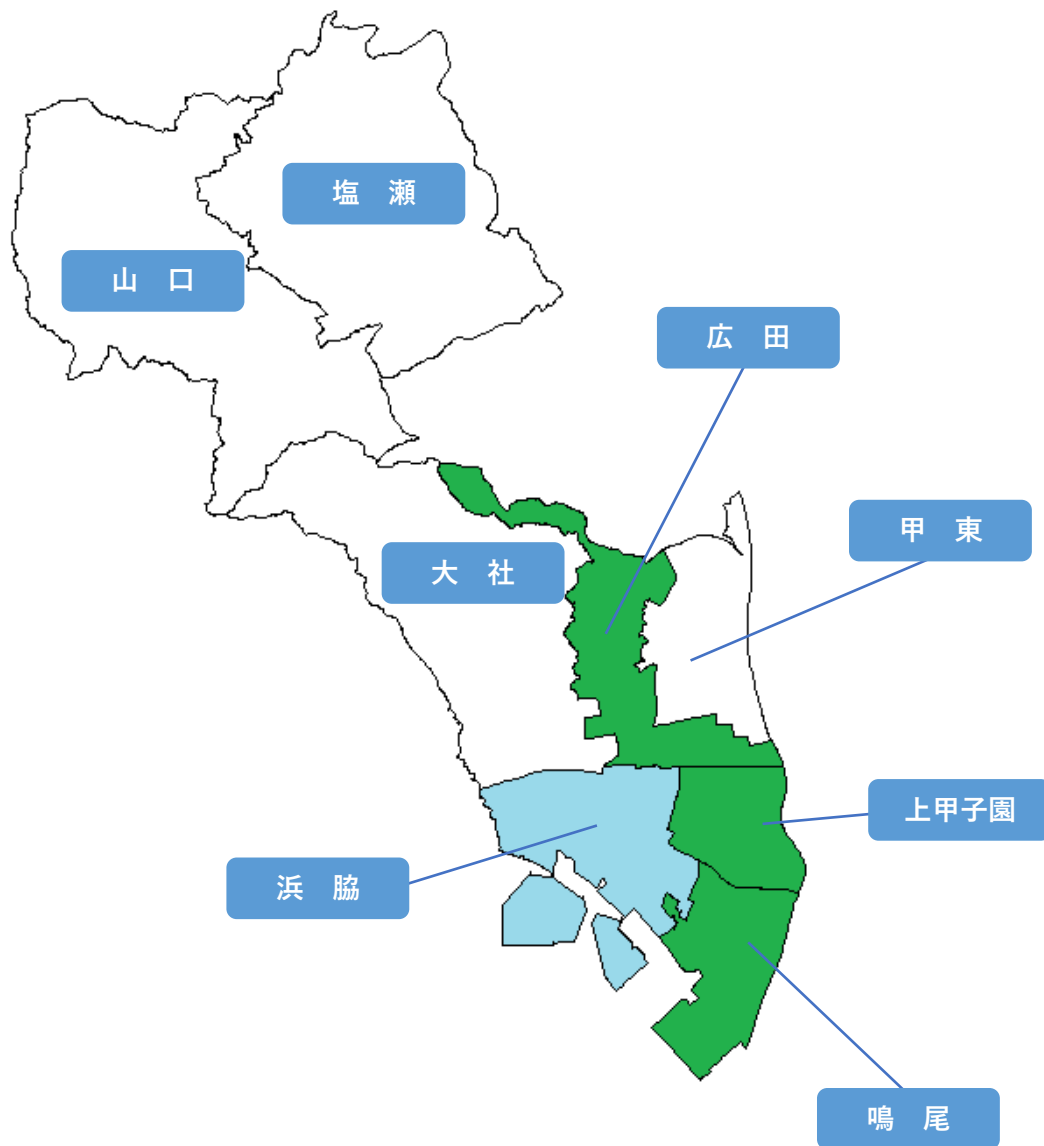 塩　瀬
山　口
広　田
甲　東
大　社
上甲子園
浜　脇
鳴　尾